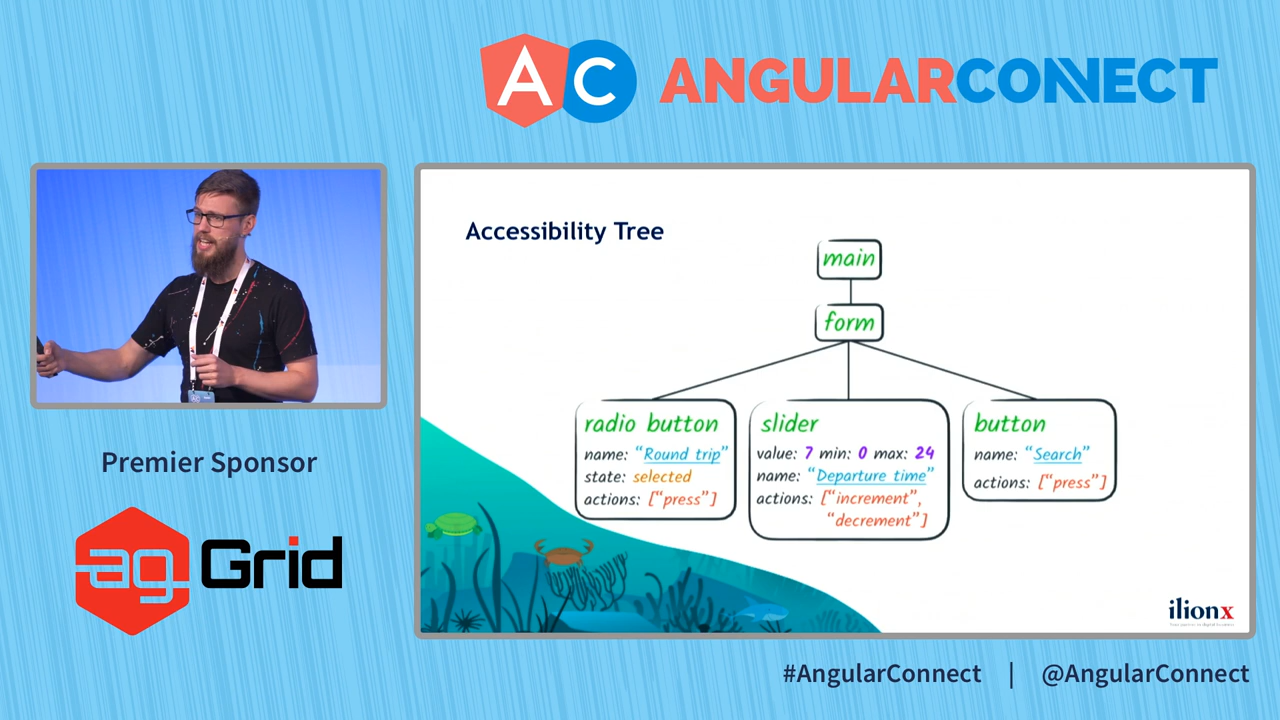 AC ANGULARCONNECT
Accessibility Tree
main
form
radio button
name: “Round trip”
state: selected
actions: [“press”]
slider
value: 7 min: 0 max: 24
name: “Departure time”
actions: [“increment”,
“decrement”]
button
name: “Search”
actions: [“press”]
Premier Sponsor
ag Grid
ilionx
#AngularConnect | @AngularConnect